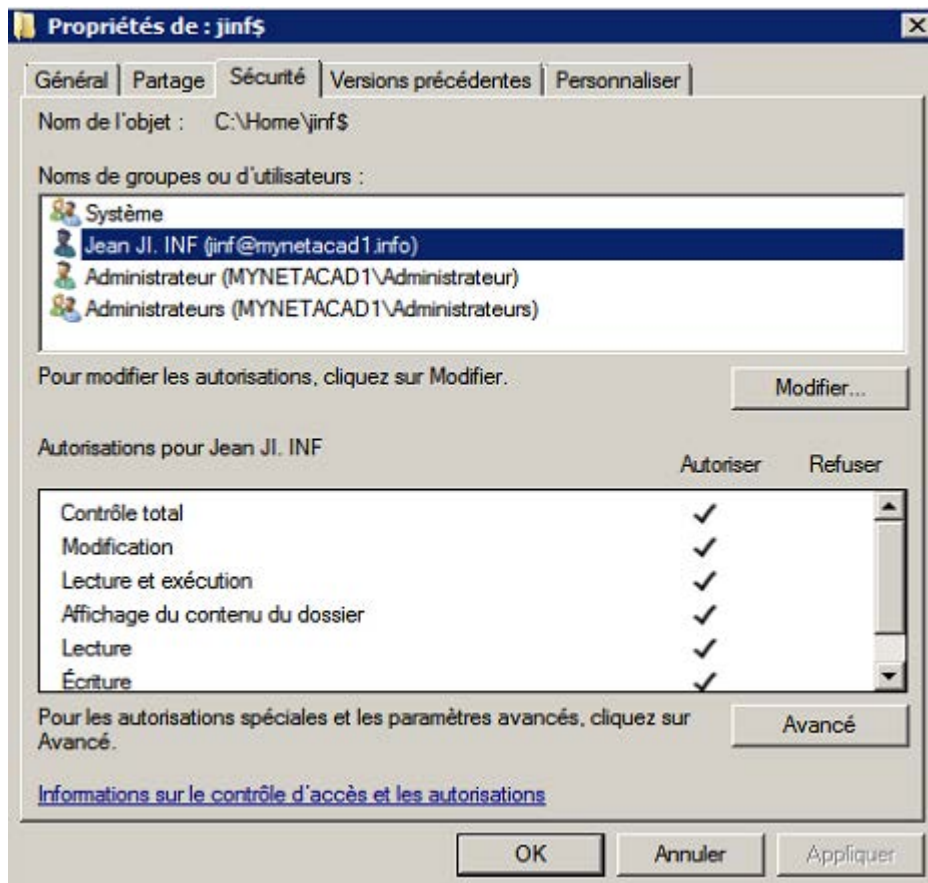 Propriétés de : jinf$
Général Partage Sécurité Versions précédentes Personnaliser
Nom de l'objet : C:\Home\jinf$
Noms de groupes ou d'utilisateurs :
Système
Jean JI. INF (jinf@mynetacad1.info)
Administrateur (MYNETACAD1\Administrateur)
Administrateurs (MYNETACAD1\Administrateurs)
Pour modifier les autorisations, cliquez sur Modifier.
Modifier...
Autorisations pour Jean JI. INF
Autoriser Refuser
Contrôle total
Modification
Lecture et exécution
Affichage du contenu du dossier
Lecture
Écriture
Pour les autorisations spéciales et les paramètres avancés, cliquez sur
Avancé.
Avancé
Informations sur le contrôle d'accès et les autorisations
OK Annuler Appliquer